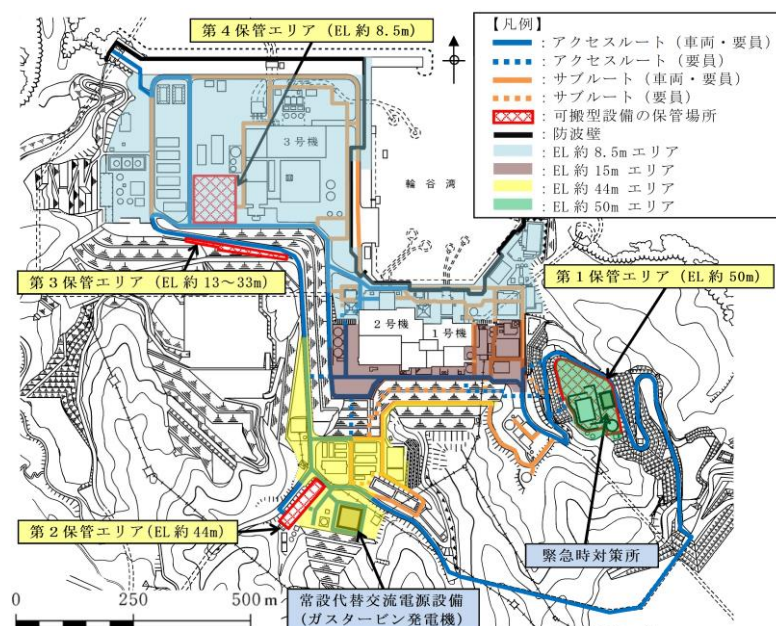 第4保管エリア (EL 約 8.5m)
【凡例】
: アクセスルート (車両・要員)
: アクセスルート (要員)
: サブルート (車両・要員)
: サブルート (要員)
: 可搬型設備の保管場所
: 防波壁
: EL 約 8.5m エリア
: EL 約 15m エリア
: EL 約 44m エリア
: EL 約 50m エリア
3号機
輪谷湾
第3保管エリア (EL 約 13～33m)
第1保管エリア (EL 約 50m)
2号機
1号機
第2保管エリア(EL 約 44m)
緊急時対策所
0 250 500 m
常設代替交流電源設備
(ガスタービン発電機)